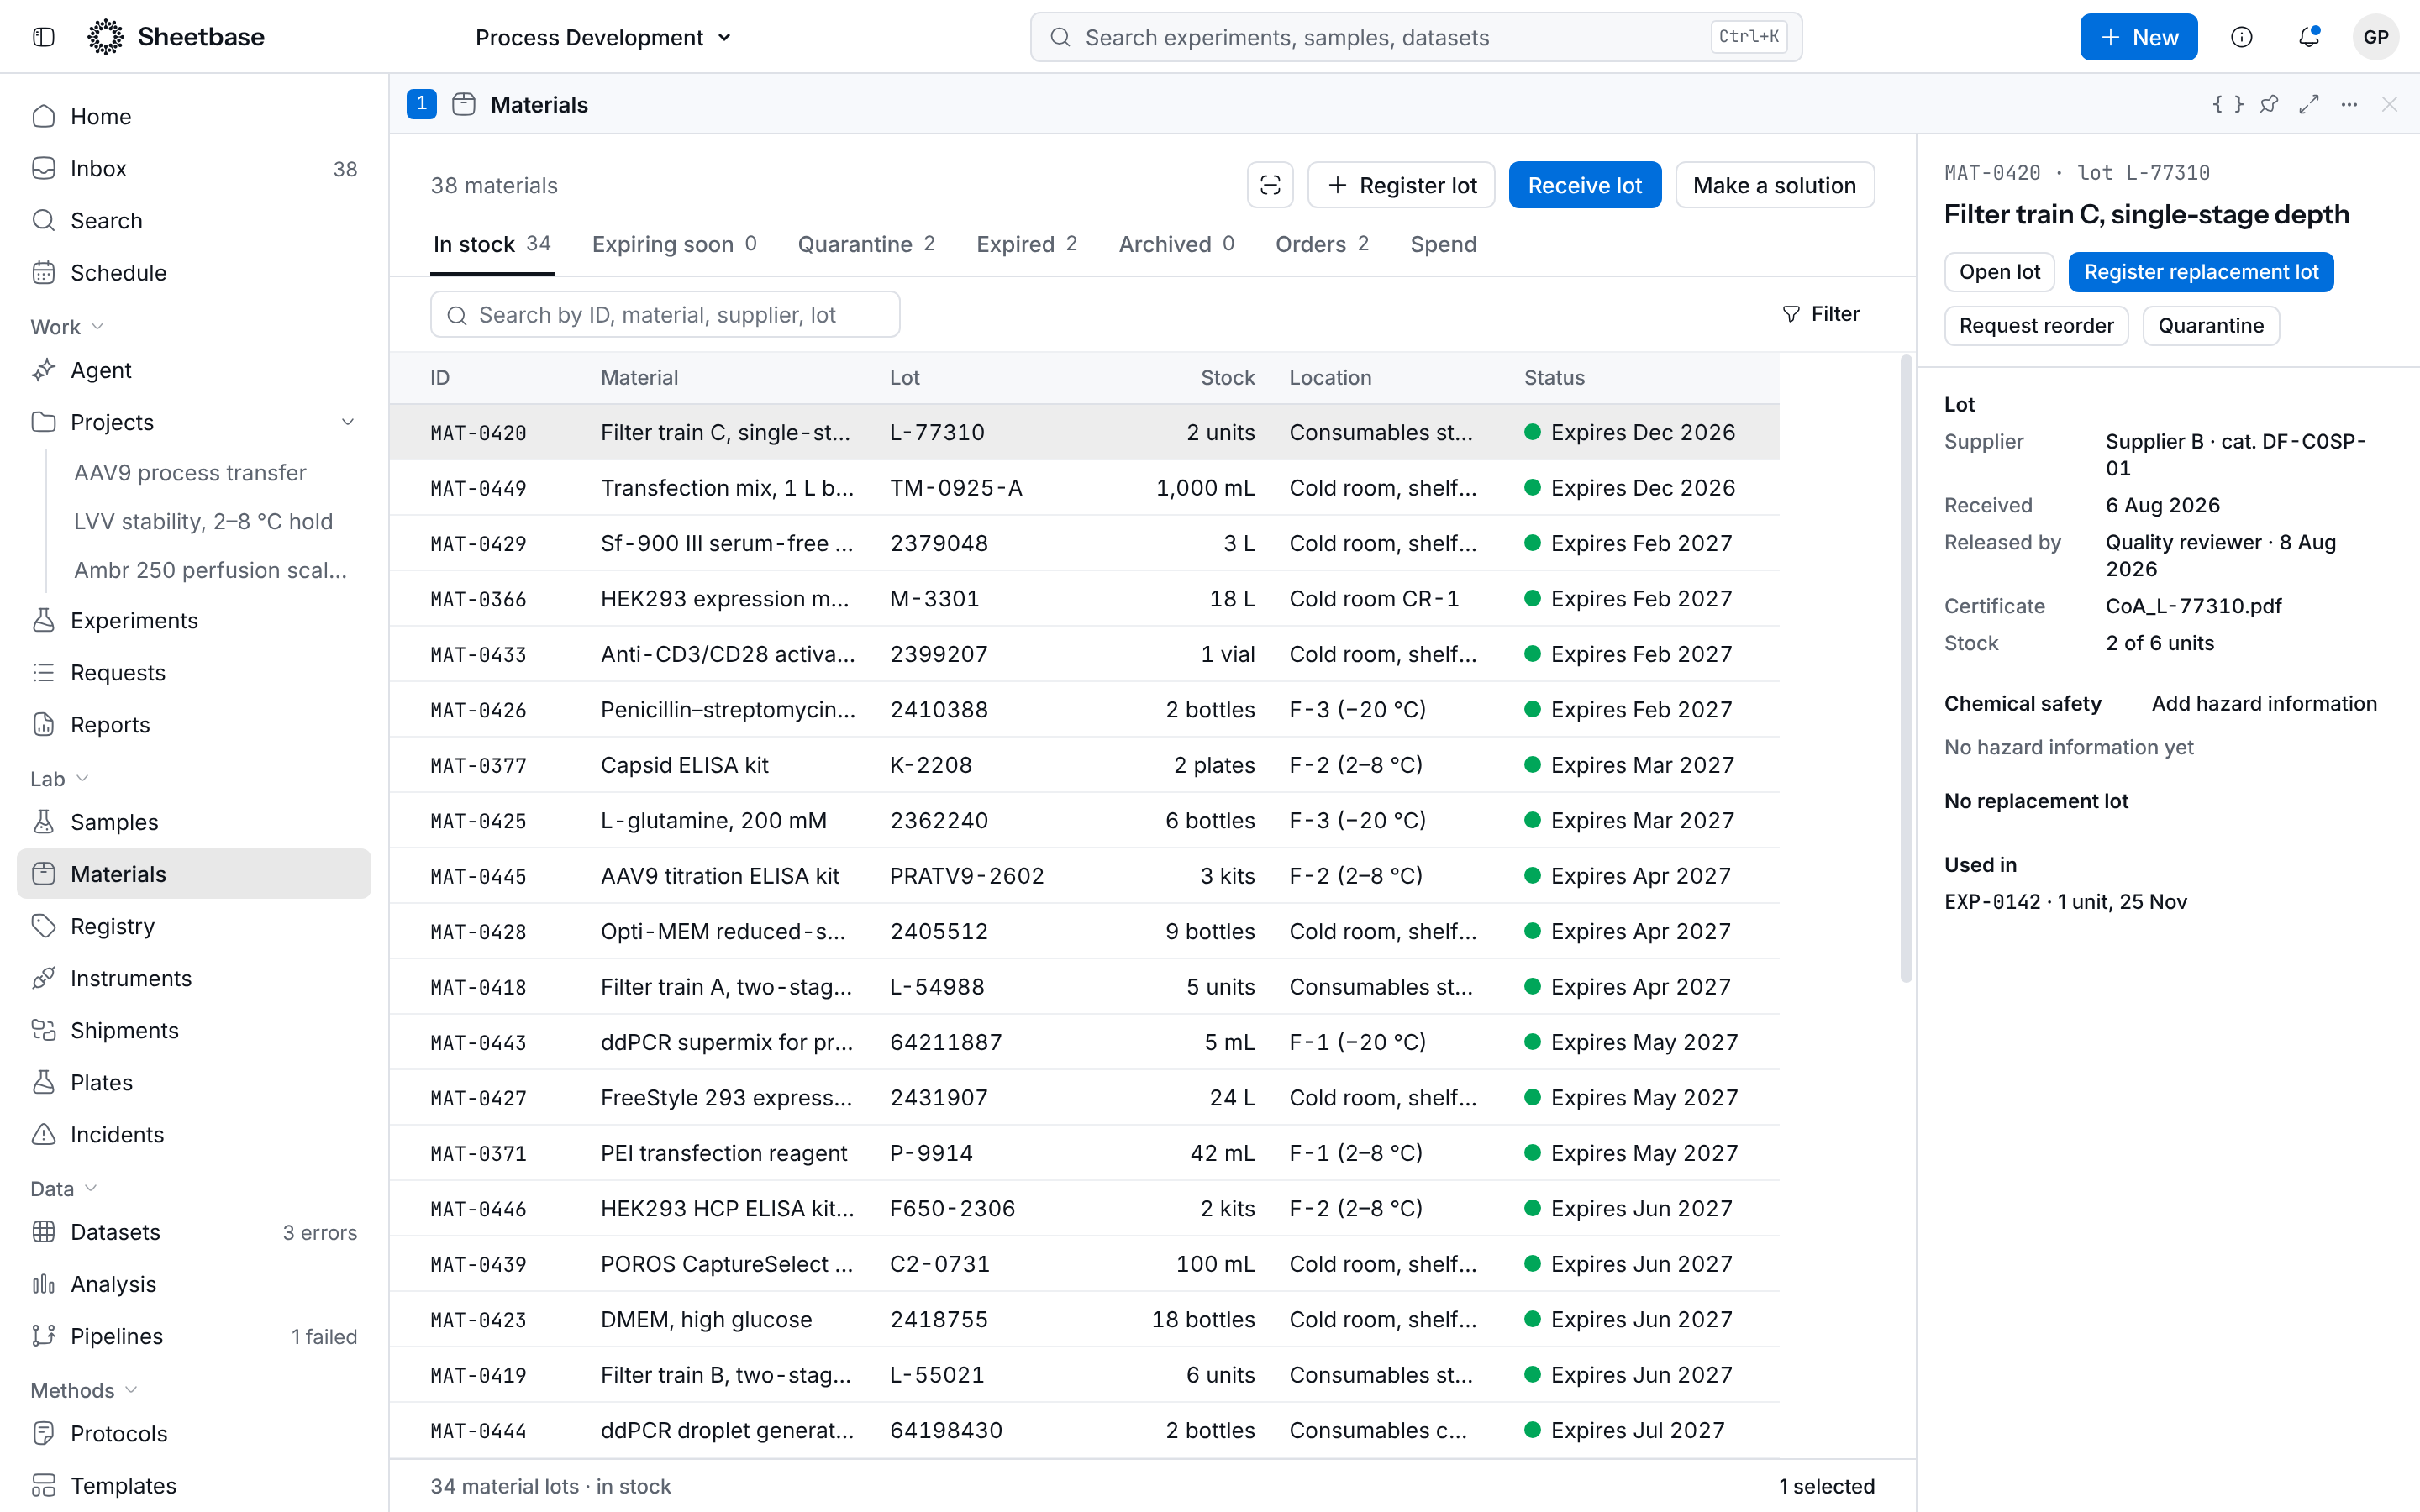 Sheetbase
Process Development
Search experiments, samples, datasets
Ctrl+K
New
GP
Home
Inbox 38
Search
Schedule
Work
Agent
Projects
AAV9 process transfer
LVV stability, 2–8 °C hold
Ambr 250 perfusion scal...
Experiments
Requests
Reports
Lab
Samples
Materials
Registry
Instruments
Shipments
Plates
Incidents
Data
Datasets 3 errors
Analysis
Pipelines 1 failed
Methods
Protocols
Templates
1 Materials
38 materials
Register lot
Receive lot
Make a solution
In stock 34 Expiring soon 0 Quarantine 2 Expired 2 Archived 0 Orders 2 Spend
Search by ID, material, supplier, lot
Filter
ID Material Lot Stock Location Status
MAT-0420 Filter train C, single-st... L-77310 2 units Consumables st... Expires Dec 2026
MAT-0449 Transfection mix, 1 L b... TM-0925-A 1,000 mL Cold room, shelf... Expires Dec 2026
MAT-0429 Sf-900 III serum-free ... 2379048 3 L Cold room, shelf... Expires Feb 2027
MAT-0366 HEK293 expression m... M-3301 18 L Cold room CR-1 Expires Feb 2027
MAT-0433 Anti-CD3/CD28 activa... 2399207 1 vial Cold room, shelf... Expires Feb 2027
MAT-0426 Penicillin–streptomycin... 2410388 2 bottles F-3 (−20 °C) Expires Feb 2027
MAT-0377 Capsid ELISA kit K-2208 2 plates F-2 (2–8 °C) Expires Mar 2027
MAT-0425 L-glutamine, 200 mM 2362240 6 bottles F-3 (−20 °C) Expires Mar 2027
MAT-0445 AAV9 titration ELISA kit PRATV9-2602 3 kits F-2 (2–8 °C) Expires Apr 2027
MAT-0428 Opti-MEM reduced-s... 2405512 9 bottles Cold room, shelf... Expires Apr 2027
MAT-0418 Filter train A, two-stag... L-54988 5 units Consumables st... Expires Apr 2027
MAT-0443 ddPCR supermix for pr... 64211887 5 mL F-1 (−20 °C) Expires May 2027
MAT-0427 FreeStyle 293 express... 2431907 24 L Cold room, shelf... Expires May 2027
MAT-0371 PEI transfection reagent P-9914 42 mL F-1 (2–8 °C) Expires May 2027
MAT-0446 HEK293 HCP ELISA kit... F650-2306 2 kits F-2 (2–8 °C) Expires Jun 2027
MAT-0439 POROS CaptureSelect ... C2-0731 100 mL Cold room, shelf... Expires Jun 2027
MAT-0423 DMEM, high glucose 2418755 18 bottles Cold room, shelf... Expires Jun 2027
MAT-0419 Filter train B, two-stag... L-55021 6 units Consumables st... Expires Jun 2027
MAT-0444 ddPCR droplet generat... 64198430 2 bottles Consumables c... Expires Jul 2027
34 material lots · in stock
1 selected
MAT-0420 · lot L-77310
Filter train C, single-stage depth
Open lot
Register replacement lot
Request reorder
Quarantine
Lot
Supplier Supplier B · cat. DF-C0SP-
01
Received 6 Aug 2026
Released by Quality reviewer · 8 Aug
2026
Certificate CoA_L-77310.pdf
Stock 2 of 6 units
Chemical safety Add hazard information
No hazard information yet
No replacement lot
Used in
EXP-0142 · 1 unit, 25 Nov